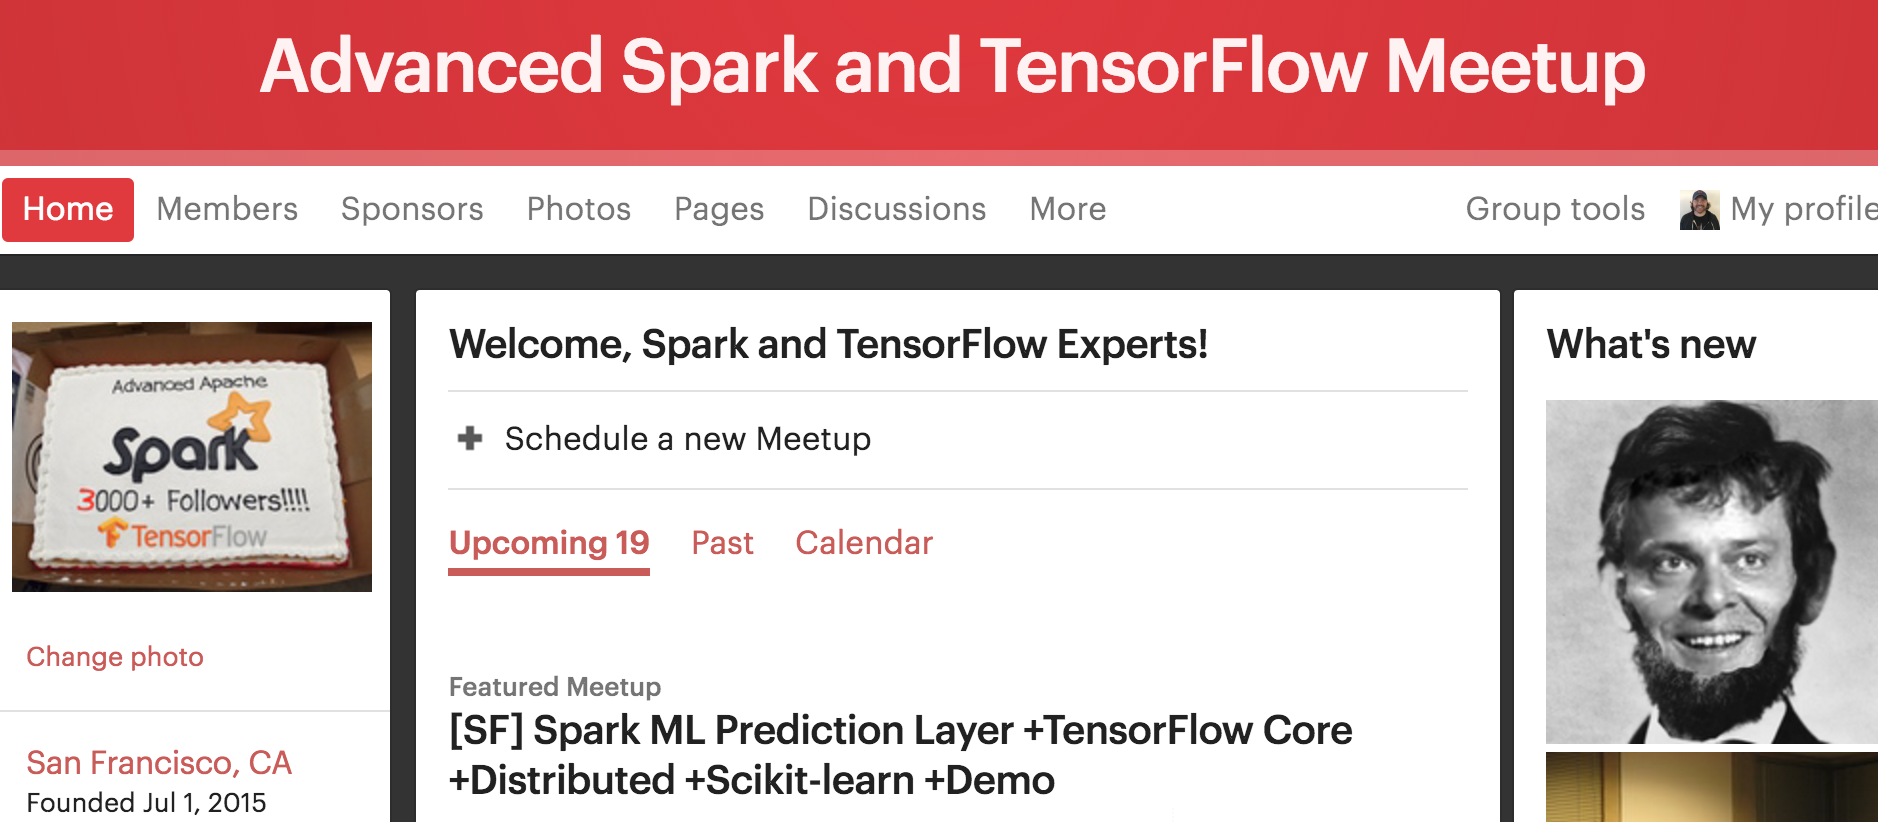 Advanced Spark and TensorFlow Meetup
Home Members Sponsors Photos Pages Discussions More Group tools My profile
Advanced Apache
Spark
3000+ Followers!!!!
TensorFlow
Change photo
San Francisco, CA
Founded Jul 1, 2015
Welcome, Spark and TensorFlow Experts!
Schedule a new Meetup
Upcoming 19 Past Calendar
Featured Meetup
[SF] Spark ML Prediction Layer +TensorFlow Core
+Distributed +Scikit-learn +Demo
What's new